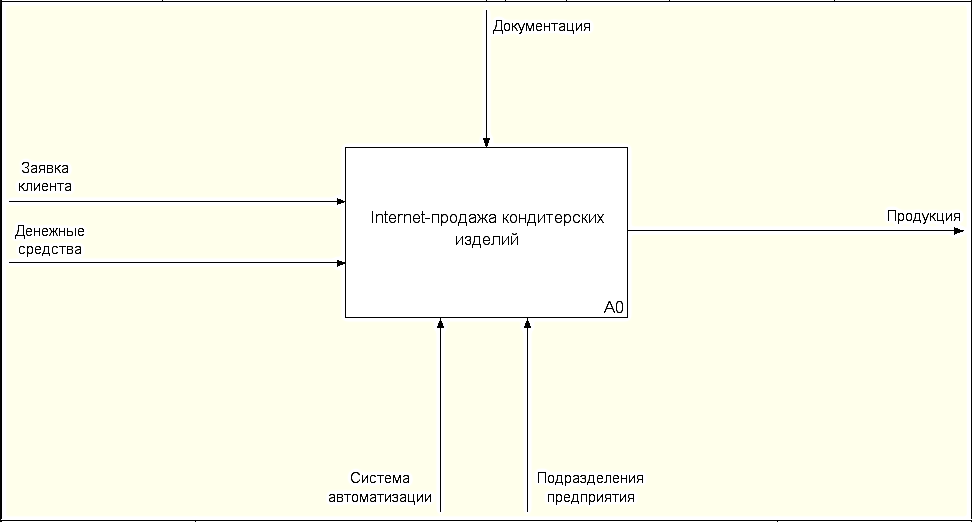 Документация
Заявка
клиента
Денежные
средства
Internet-продажа кондитерских
изделий
A0
Продукция
Система
автоматизации
Подразделения
предприятия